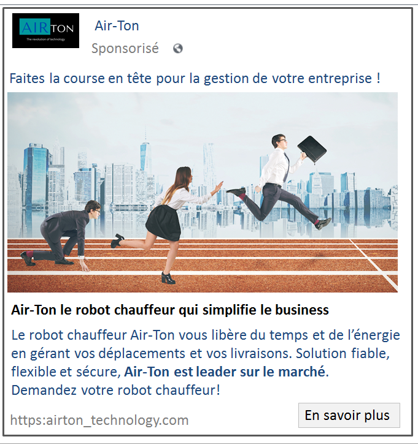 AIRTON
The revolution of technology
Air-Ton
Sponsorisé
Faites la course en tête pour la gestion de votre entreprise !
Air-Ton le robot chauffeur qui simplifie le business
Le robot chauffeur Air-Ton vous libère du temps et de l’énergie
en gérant vos déplacements et vos livraisons. Solution fiable,
flexible et sécure, Air-Ton est leader sur le marché.
Demandez votre robot chauffeur!
https:airton_technology.com
En savoir plus